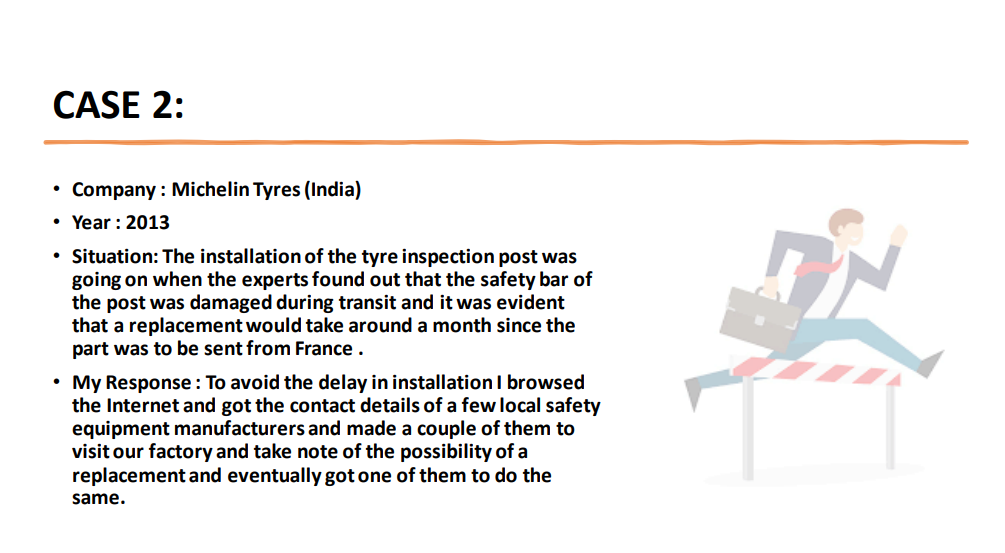 CASE 2:
• Company : Michelin Tyres (India)
• Year : 2013
• Situation: The installation of the tyre inspection post was
going on when the experts found out that the safety bar of
the post was damaged during transit and it was evident
that a replacement would take around a month since the
part was to be sent from France .
• My Response : To avoid the delay in installation I browsed
the Internet and got the contact details of a few local safety
equipment manufacturers and made a couple of them to
visit our factory and take note of the possibility of a
replacement and eventually got one of them to do the
same.